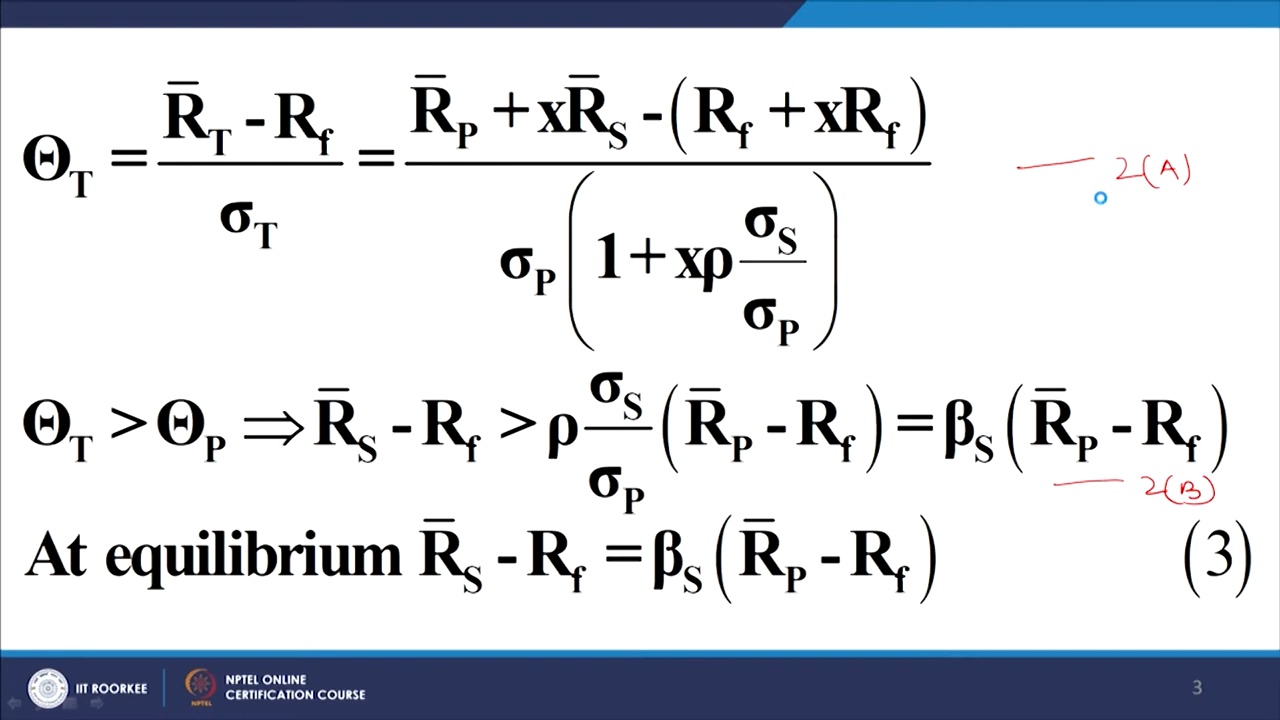 Θ_T = (R̄_T - R_f) / σ_T = (R̄_P + xR̄_S - (R_f + xR_f)) / (σ_P (1 + xρ σ_S/σ_P)) — 2(A)
Θ_T > Θ_P ⇒ R̄_S - R_f > ρ σ_S/σ_P (R̄_P - R_f) = β_S (R̄_P - R_f) — 2(B)
At equilibrium R̄_S - R_f = β_S (R̄_P - R_f) (3)
IIT ROORKEE
NPTEL
NPTEL ONLINE
CERTIFICATION COURSE
3